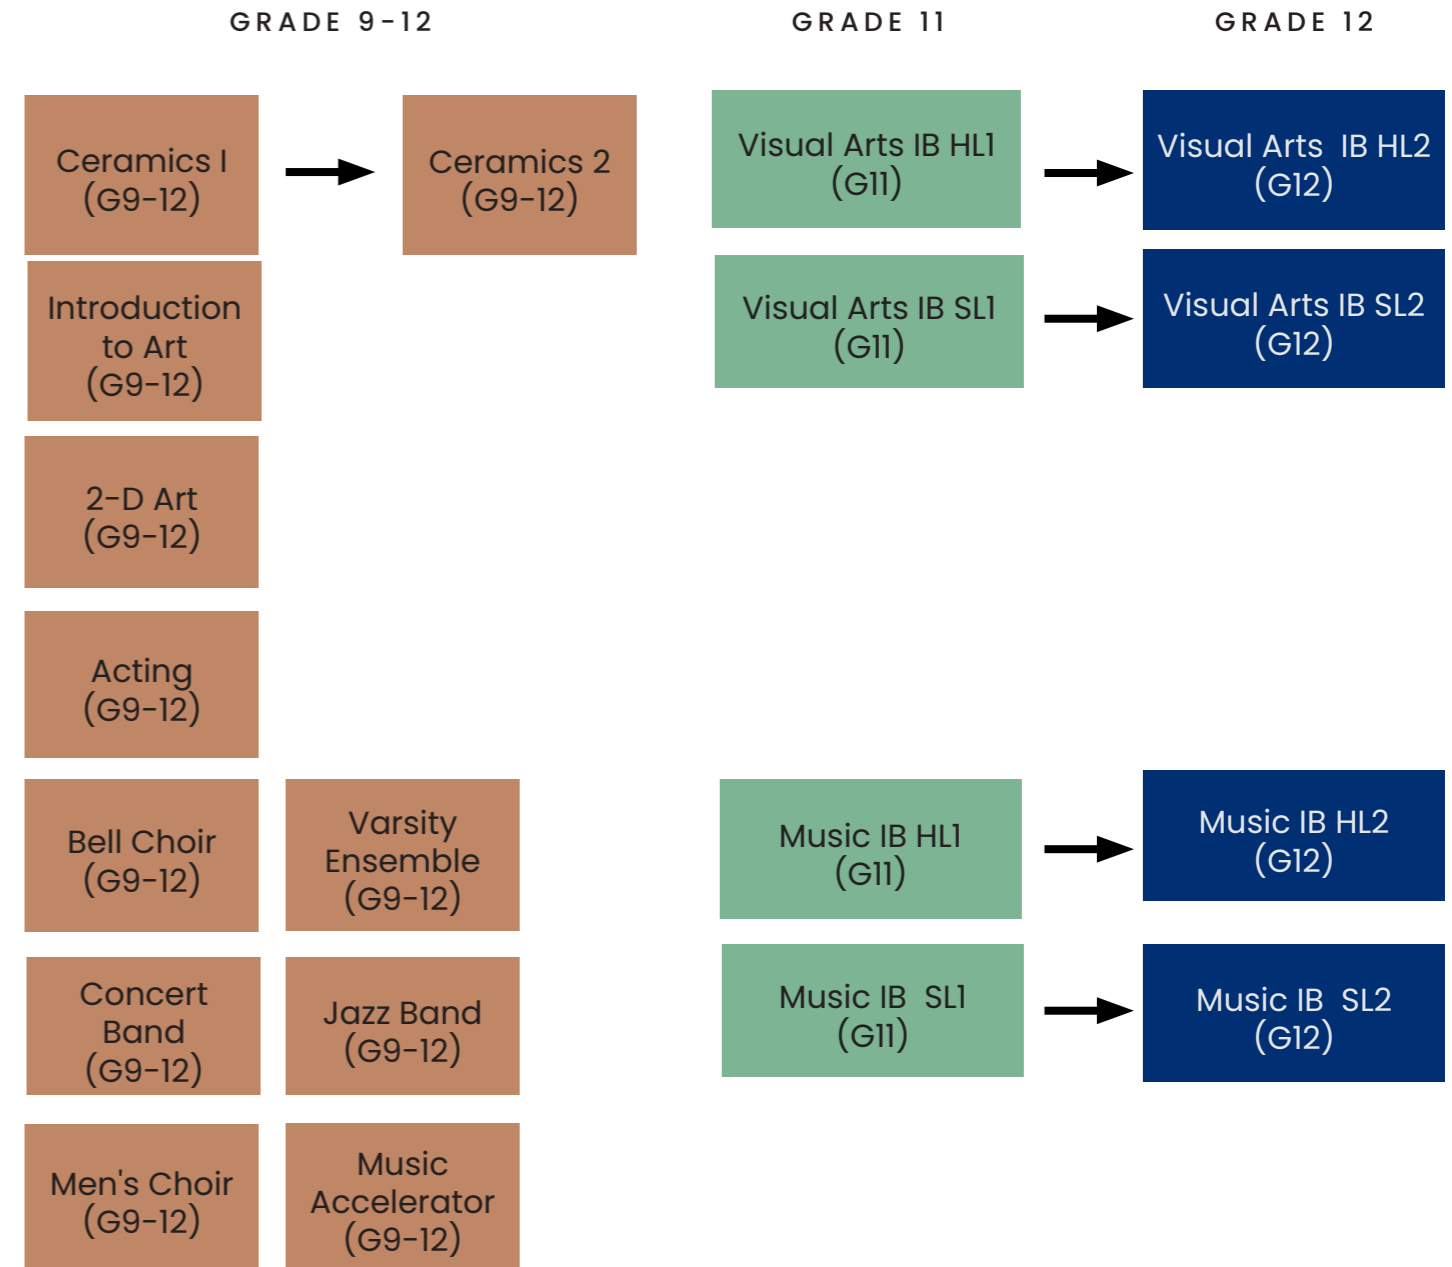 GRADE 9-12
GRADE 11
GRADE 12
Ceramics I
(G9-12)
Ceramics 2
(G9-12)
Visual Arts IB HL1
(G11)
Visual Arts  IB HL2
(G12)
Introduction
to Art
(G9-12)
Visual Arts IB SL1
(G11)
Visual Arts IB SL2
(G12)
2-D Art
(G9-12)
Acting
(G9-12)
Bell Choir
(G9-12)
Varsity
Ensemble
(G9-12)
Music IB HL1
(G11)
Music IB HL2
(G12)
Concert
Band
(G9-12)
Jazz Band
(G9-12)
Music IB  SL1
(G11)
Music IB  SL2
(G12)
Men's Choir
(G9-12)
Music
Accelerator
(G9-12)